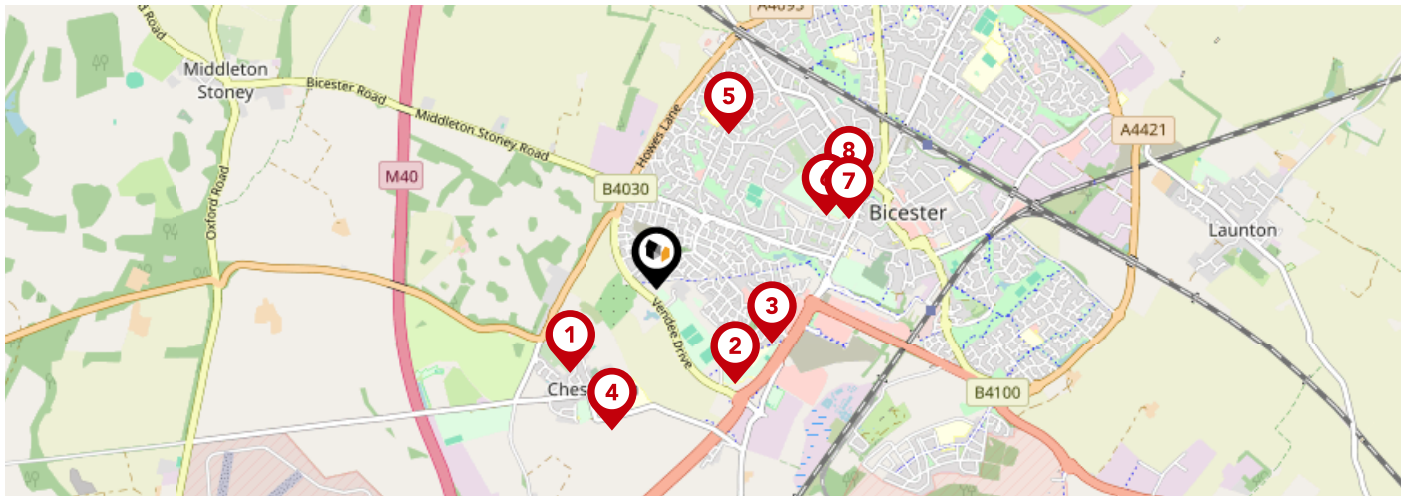 d Road
A4095
Middleton
Stoney
Bicester Road
Middleton Stoney Road
Howes Lane
5
A4421
M40
B4030
8
7
Bicester
Oxford Road
Launton
Vendee Drive
3
1
2
Ches
4
B4100